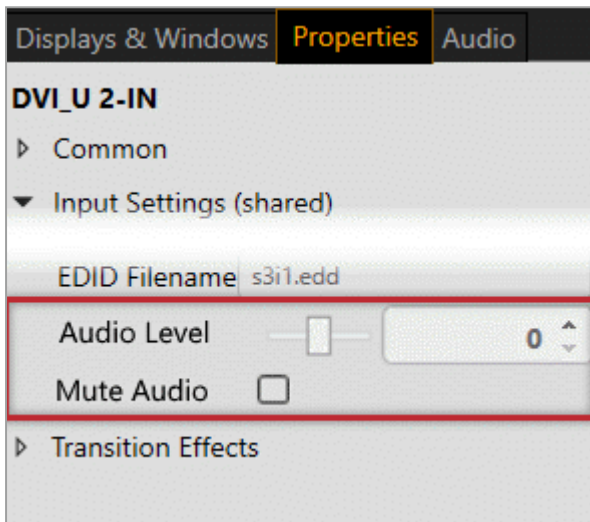 Displays & Windows Properties Audio
DVI_U 2-IN
Common
Input Settings (shared)
EDID Filename s3i1.edd
Audio Level 0
Mute Audio
Transition Effects